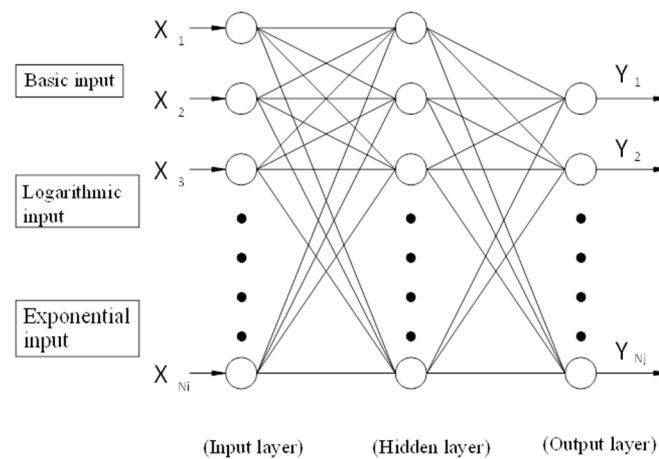 X 1
Y 1
Basic input
X 2
Y 2
X 3
Logarithmic
input
Exponential
input
Y Nj
X Ni
(Input layer)
(Hidden layer)
(Output layer)